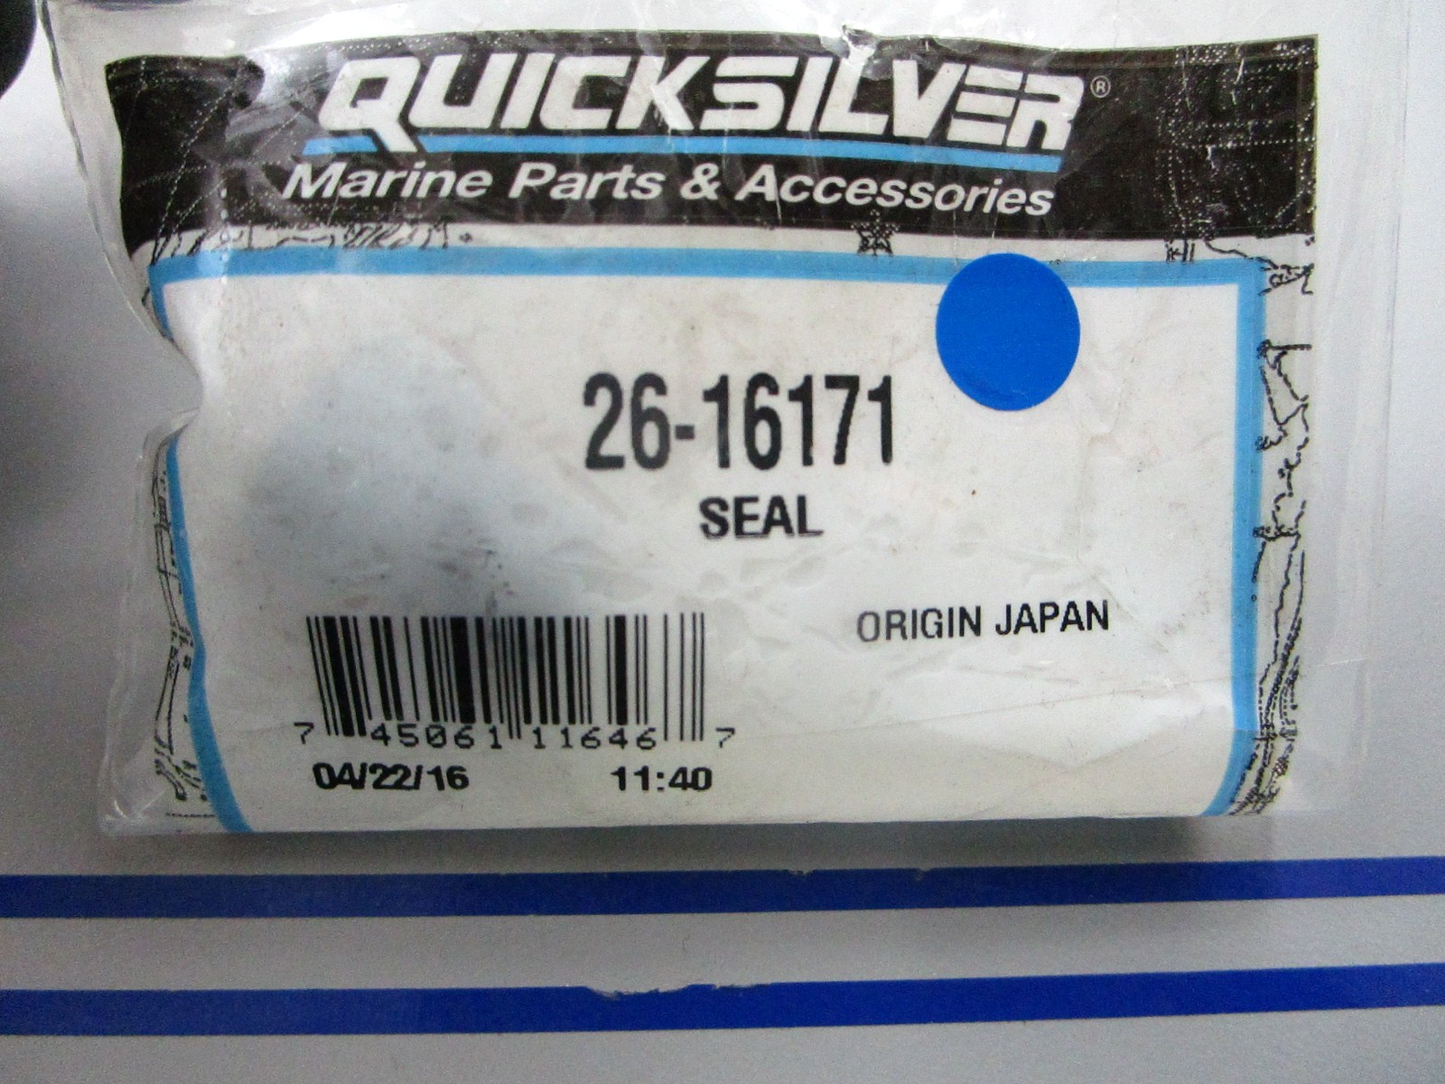 QUICKSILVER®
Marine Parts & Accessories
26-16171
SEAL
ORIGIN JAPAN
7 45061 11646 7
04/22/16 11:40